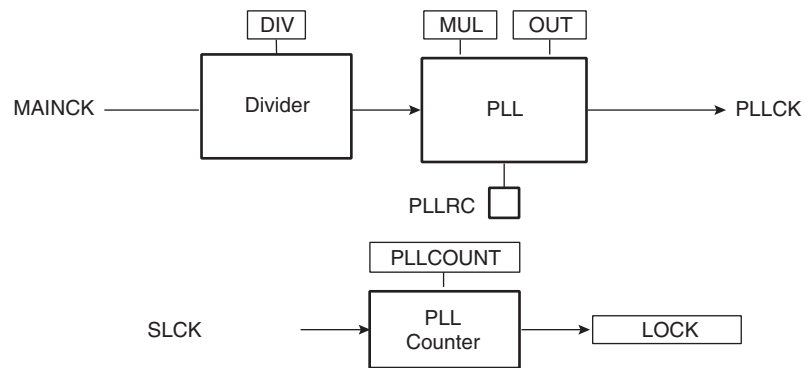 DIV
MUL
OUT
MAINCK
Divider
PLL
PLLCK
PLLRC
PLLCOUNT
SLCK
PLL
Counter
LOCK